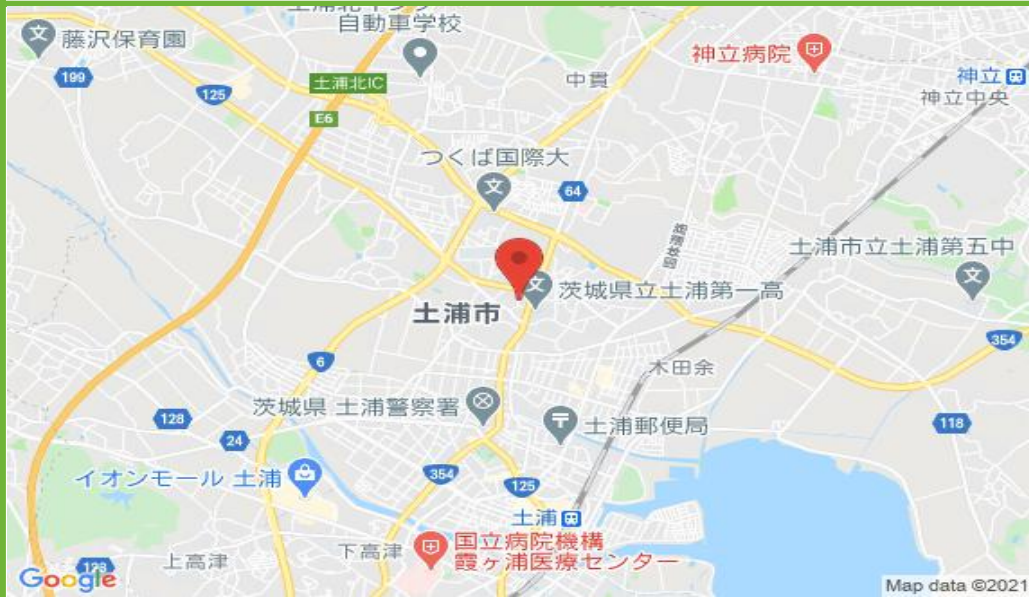 自動車学校
藤沢保育園
199
125
土浦北IC
E6
中貫
神立病院
神立
神立中央
つくば国際大
64
国体道路
土浦市立土浦第五中
茨城県立土浦第一高
土浦市
354
6
木田余
128
茨城県 土浦警察署
土浦郵便局
118
24
イオンモール 土浦
354
125
土浦
上高津
下高津
国立病院機構
霞ヶ浦医療センター
Google
Map data ©2021